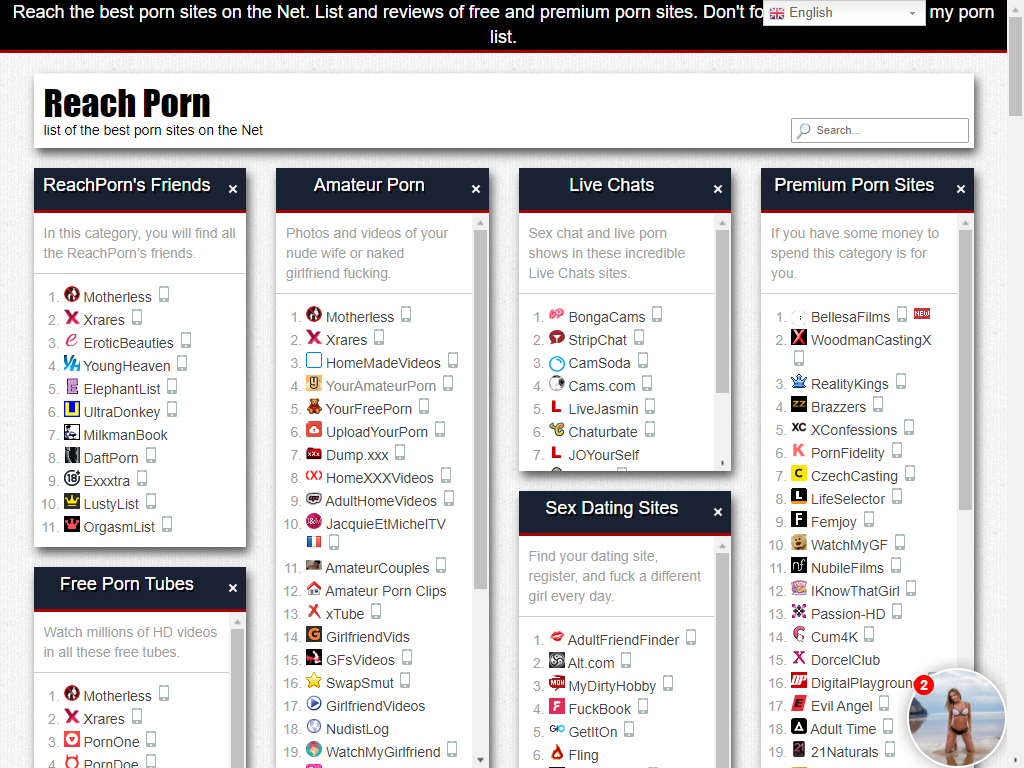 Reach the best porn sites on the Net. List and reviews of free and premium porn sites. Don't fo
English
my porn
list.
Reach Porn
list of the best porn sites on the Net
Search...
ReachPorn's Friends ×
In this category, you will find all
the ReachPorn's friends.
1. Motherless
2. Xrares
3. EroticBeauties
4. YoungHeaven
5. ElephantList
6. UltraDonkey
7. MilkmanBook
8. DaftPorn
9. Exxxtra
10. LustyList
11. OrgasmList
Free Porn Tubes ×
Watch millions of HD videos
in all these free tubes.
1. Motherless
2. Xrares
3. PornOne
4. PornDoe
Amateur Porn ×
Photos and videos of your
nude wife or naked
girlfriend fucking.
1. Motherless
2. Xrares
3. HomeMadeVideos
4. YourAmateurPorn
5. YourFreePorn
6. UploadYourPorn
7. Dump.xxx
8. HomeXXXVideos
9. AdultHomeVideos
10. JacquieEtMichelTV
11. AmateurCouples
12. Amateur Porn Clips
13. xTube
14. GirlfriendVids
15. GFsVideos
16. SwapSmut
17. GirlfriendVideos
18. NudistLog
19. WatchMyGirlfriend
Live Chats ×
Sex chat and live porn
shows in these incredible
Live Chats sites.
1. BongaCams
2. StripChat
3. CamSoda
4. Cams.com
5. LiveJasmin
6. Chaturbate
7. JOYourSelf
Sex Dating Sites ×
Find your dating site,
register, and fuck a different
girl every day.
1. AdultFriendFinder
2. Alt.com
3. MyDirtyHobby
4. FuckBook
5. GetItOn
6. Fling
Premium Porn Sites ×
If you have some money to
spend this category is for
you.
1. BellesaFilms NEW
2. WoodmanCastingX
3. RealityKings
4. Brazzers
5. XConfessions
6. PornFidelity
7. CzechCasting
8. LifeSelector
9. Femjoy
10. WatchMyGF
11. NubileFilms
12. IKnowThatGirl
13. Passion-HD
14. Cum4K
15. DorcelClub
16. DigitalPlayground
17. Evil Angel
18. Adult Time
19. 21Naturals
2